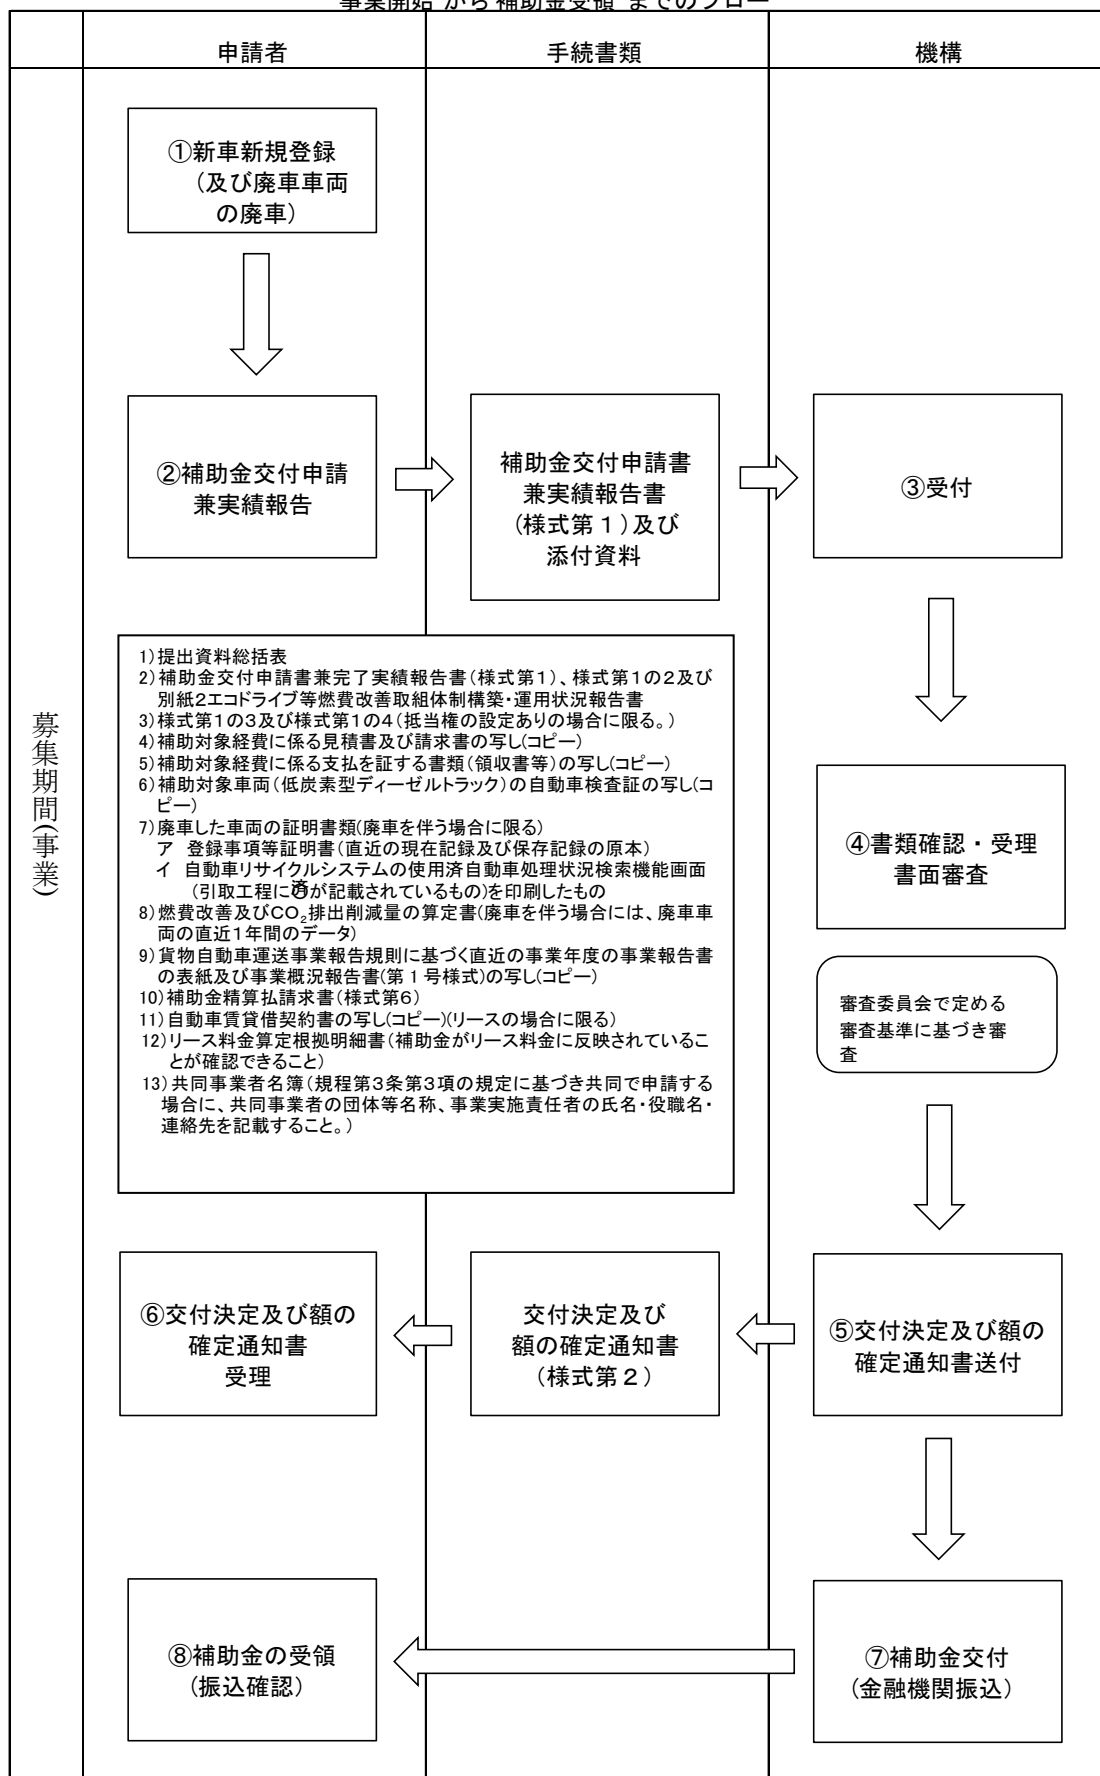 事業開始 から 補助金受領 までのフロー
申請者
手続書類
機構
募集期間(事業)
①新車新規登録
(及び廃車車両
の廃車)
②補助金交付申請
兼実績報告
補助金交付申請書
兼実績報告書
(様式第１)及び
添付資料
③受付
1)提出資料総括表
2)補助金交付申請書兼完了実績報告書(様式第1)、様式第1の2及び
別紙2エコドライブ等燃費改善取組体制構築・運用状況報告書
3)様式第1の3及び様式第1の4(抵当権の設定ありの場合に限る。)
4)補助対象経費に係る見積書及び請求書の写し(コピー)
5)補助対象経費に係る支払を証する書類(領収書等)の写し(コピー)
6)補助対象車両(低炭素型ディーゼルトラック)の自動車検査証の写し(コ
ピー)
7)廃車した車両の証明書類(廃車を伴う場合に限る)
ア 登録事項等証明書(直近の現在記録及び保存記録の原本)
イ 自動車リサイクルシステムの使用済自動車処理状況検索機能画面
(引取工程に済のが記載されているもの)を印刷したもの
8)燃費改善及びCO₂排出削減量の算定書(廃車を伴う場合には、廃車車
両の直近1年間のデータ)
9)貨物自動車運送事業報告規則に基づく直近の事業年度の事業報告書
の表紙及び事業概況報告書(第１号様式)の写し(コピー)
10)補助金精算払請求書(様式第6)
11)自動車賃貸借契約書の写し(コピー)(リースの場合に限る)
12)リース料金算定根拠明細書(補助金がリース料金に反映されているこ
とが確認できること)
13)共同事業者名簿(規程第3条第3項の規定に基づき共同で申請する
場合に、共同事業者の団体等名称、事業実施責任者の氏名・役職名・
連絡先を記載すること。)
④書類確認・受理
書面審査
審査委員会で定める
審査基準に基づき審
査
⑤交付決定及び額の
確定通知書送付
交付決定及び
額の確定通知書
(様式第２)
⑥交付決定及び額の
確定通知書
受理
⑦補助金交付
(金融機関振込)
⑧補助金の受領
(振込確認)